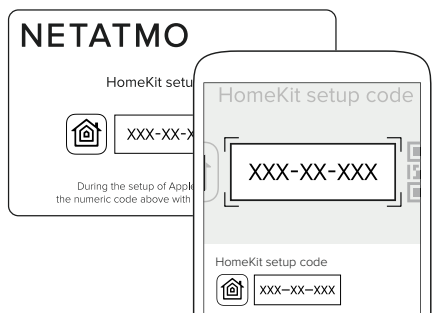 NETATMO
HomeKit setu
XXX-XX-X
During the setup of Apple
the numeric code above with
HomeKit setup code
XXX-XX-XXX
HomeKit setup code
XXX–XX–XXX